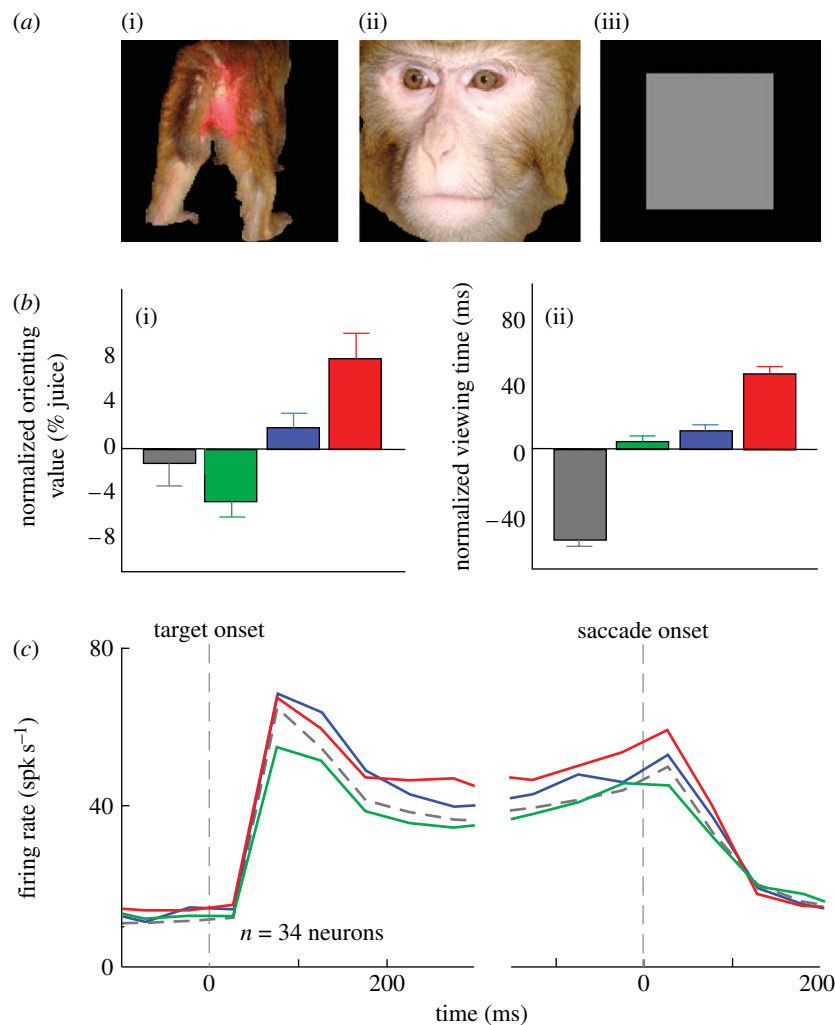 (a) (i) (ii) (iii)
(b) (i) (ii)
normalized orienting
value (% juice)
8
4
0
−4
−8
normalized viewing time (ms)
80
40
0
−40
(c)
target onset saccade onset
firing rate (spk s⁻¹)
80
40
0
n = 34 neurons
0 200 0 200
time (ms)